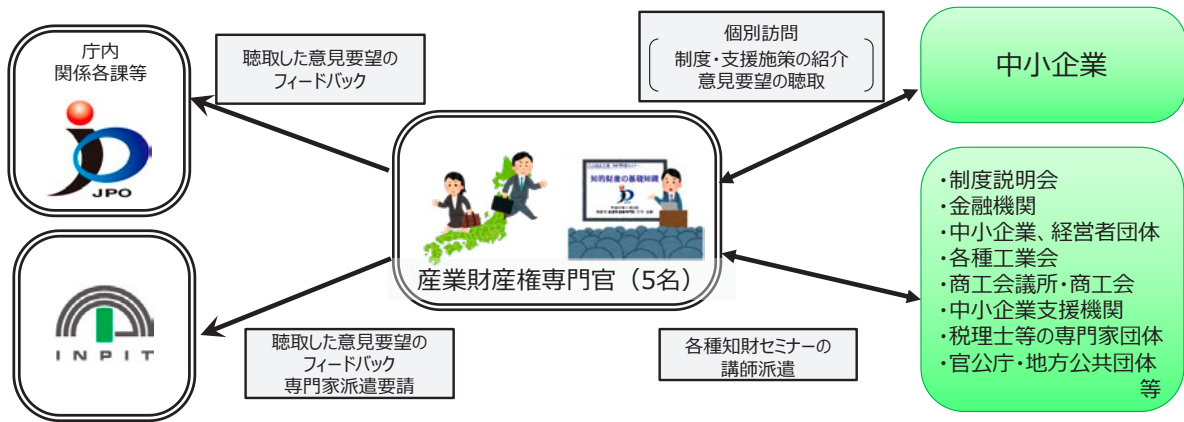 庁内
関係各課等
JPO
INPIT
聴取した意見要望の
フィードバック
聴取した意見要望の
フィードバック
専門家派遣要請
知的財産の基礎知識
産業財産権専門官（5名）
個別訪問
制度・支援施策の紹介
意見要望の聴取
各種知財セミナーの
講師派遣
中小企業
・制度説明会
・金融機関
・中小企業、経営者団体
・各種工業会
・商工会議所・商工会
・中小企業支援機関
・税理士等の専門家団体
・官公庁・地方公共団体
等